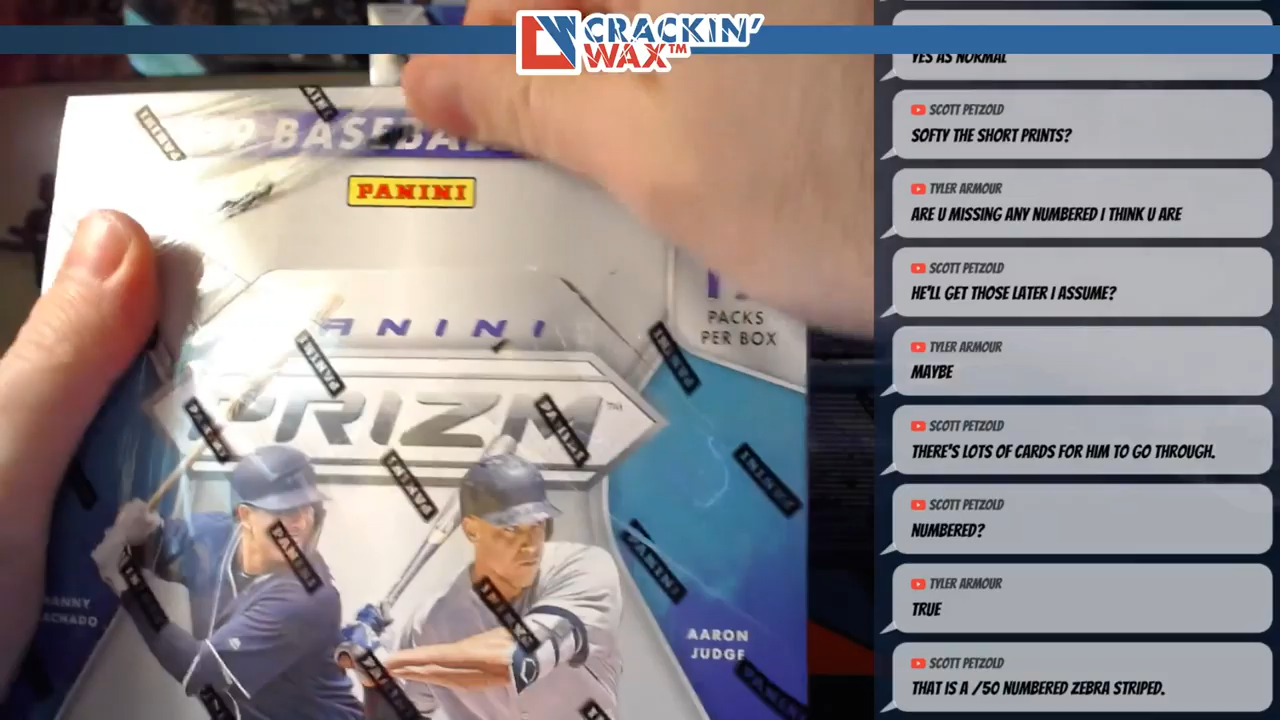 CRACKIN'
WAX™
BASEBA
PANINI
ANINI
PACKS
PER BOX
PRIZM™
AARON
JUDGE
YES AS NORMAL
SCOTT PETZOLD
SOFTY THE SHORT PRINTS?
TYLER ARMOUR
ARE U MISSING ANY NUMBERED I THINK U ARE
SCOTT PETZOLD
HE'LL GET THOSE LATER I ASSUME?
TYLER ARMOUR
MAYBE
SCOTT PETZOLD
THERE'S LOTS OF CARDS FOR HIM TO GO THROUGH.
SCOTT PETZOLD
NUMBERED?
TYLER ARMOUR
TRUE
SCOTT PETZOLD
THAT IS A /50 NUMBERED ZEBRA STRIPED.